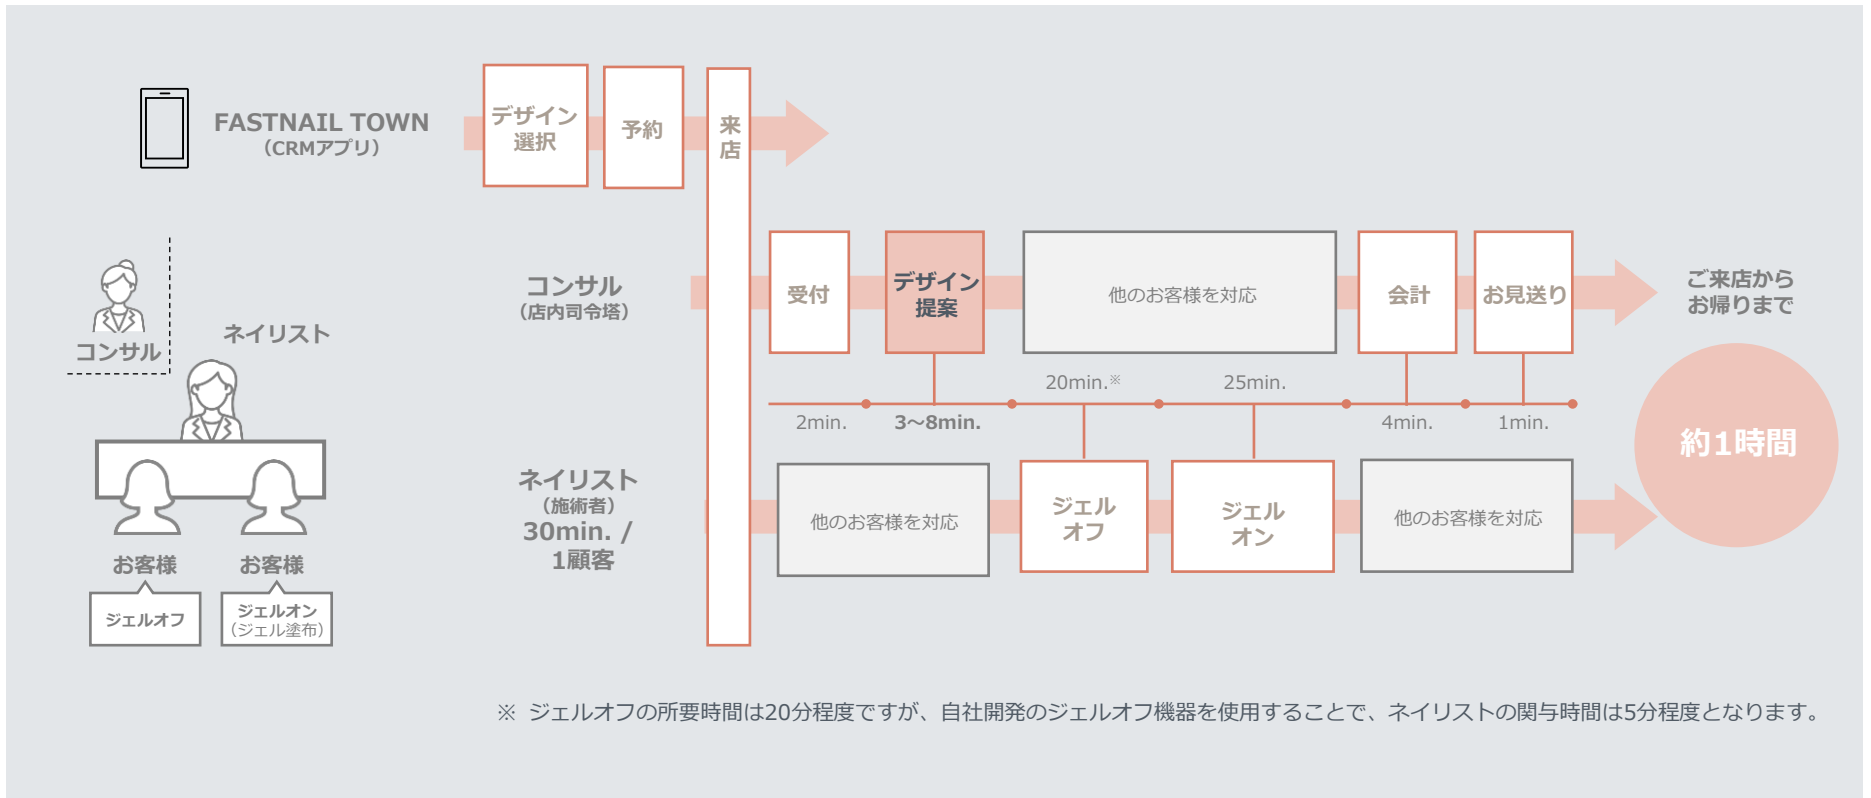 FASTNAIL TOWN
（CRMアプリ）
デザイン
選択
予約
来
店
コンサル
ネイリスト
お客様
お客様
ジェルオフ
ジェルオン
（ジェル塗布）
コンサル
（店内司令塔）
受付
デザイン
提案
他のお客様を対応
会計
お見送り
ご来店から
お帰りまで
20min.※
25min.
2min.
3～8min.
4min.
1min.
約1時間
ネイリスト
（施術者）
30min. /
1顧客
他のお客様を対応
ジェル
オフ
ジェル
オン
他のお客様を対応
※ ジェルオフの所要時間は20分程度ですが、自社開発のジェルオフ機器を使用することで、ネイリストの関与時間は5分程度となります。